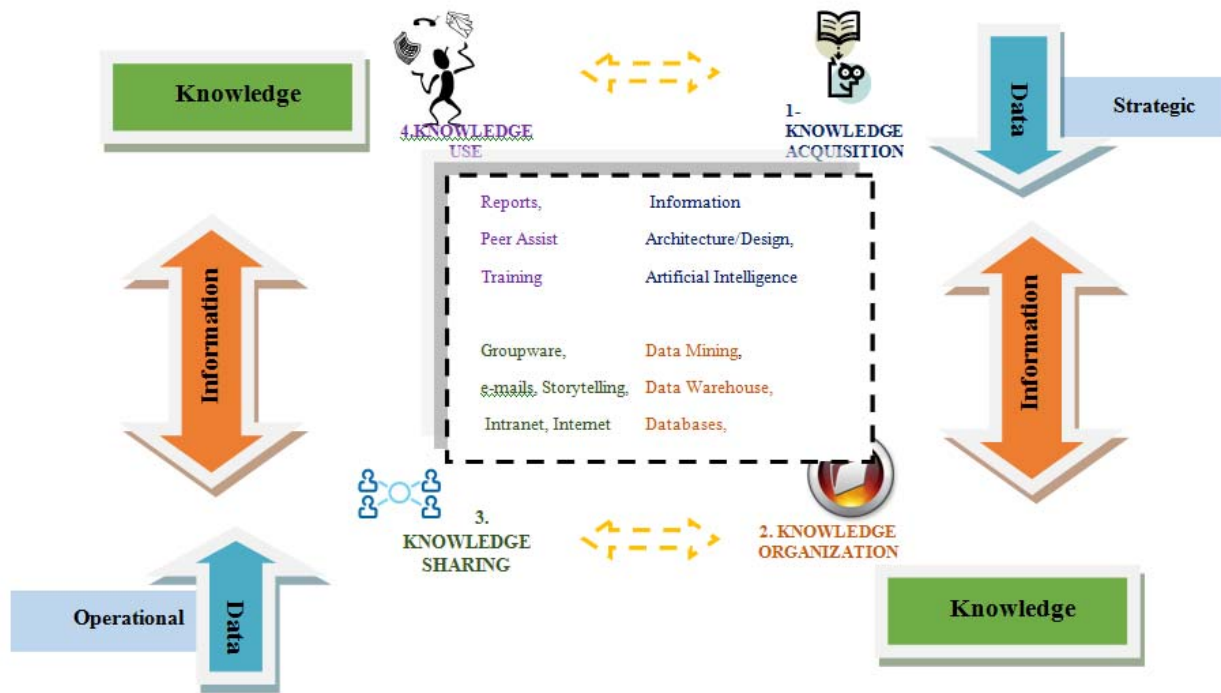 Knowledge
4.KNOWLEDGE
USE
1-
KNOWLEDGE
ACQUISITION
Data
Strategic
Reports,
Peer Assist
Training
Information
Architecture/Design,
Artificial Intelligence
Information
Information
Groupware,
e-mails, Storytelling,
Intranet, Internet
Data Mining,
Data Warehouse,
Databases,
3.
KNOWLEDGE
SHARING
2. KNOWLEDGE
ORGANIZATION
Operational
Data
Knowledge